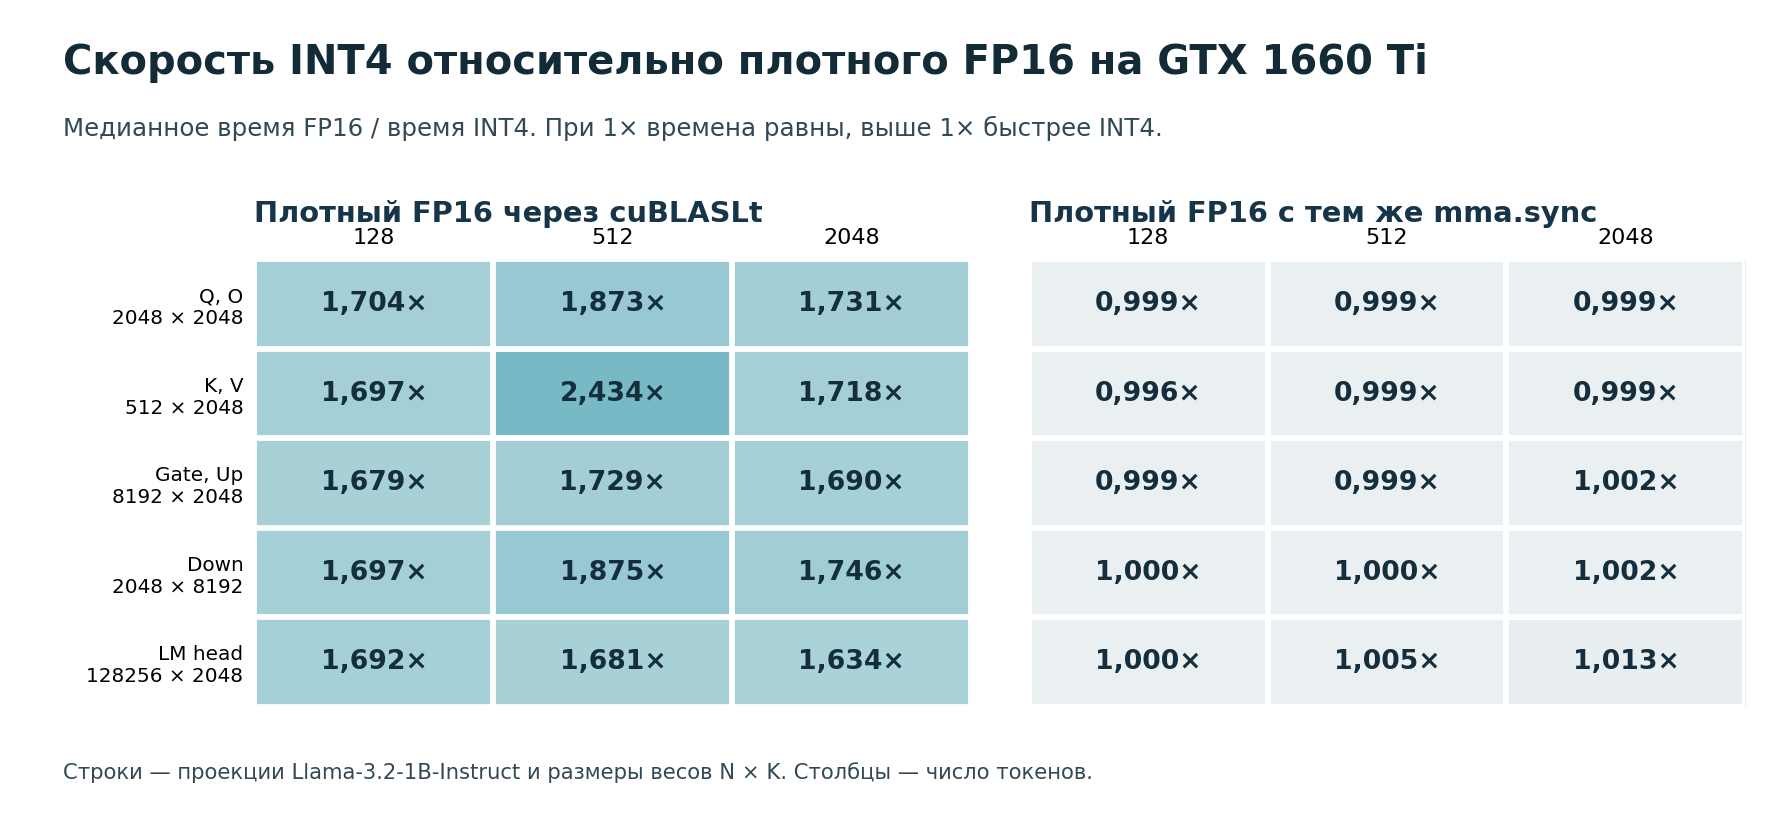 Скорость INT4 относительно плотного FP16 на GTX 1660 Ti
Медианное время FP16 / время INT4. При 1× времена равны, выше 1× быстрее INT4.
Плотный FP16 через cuBLASLt
128 512 2048
Q, O
2048 × 2048
1,704× 1,873× 1,731×
K, V
512 × 2048
1,697× 2,434× 1,718×
Gate, Up
8192 × 2048
1,679× 1,729× 1,690×
Down
2048 × 8192
1,697× 1,875× 1,746×
LM head
128256 × 2048
1,692× 1,681× 1,634×
Плотный FP16 с тем же mma.sync
128 512 2048
0,999× 0,999× 0,999×
0,996× 0,999× 0,999×
0,999× 0,999× 1,002×
1,000× 1,000× 1,002×
1,000× 1,005× 1,013×
Строки — проекции Llama-3.2-1B-Instruct и размеры весов N × K. Столбцы — число токенов.